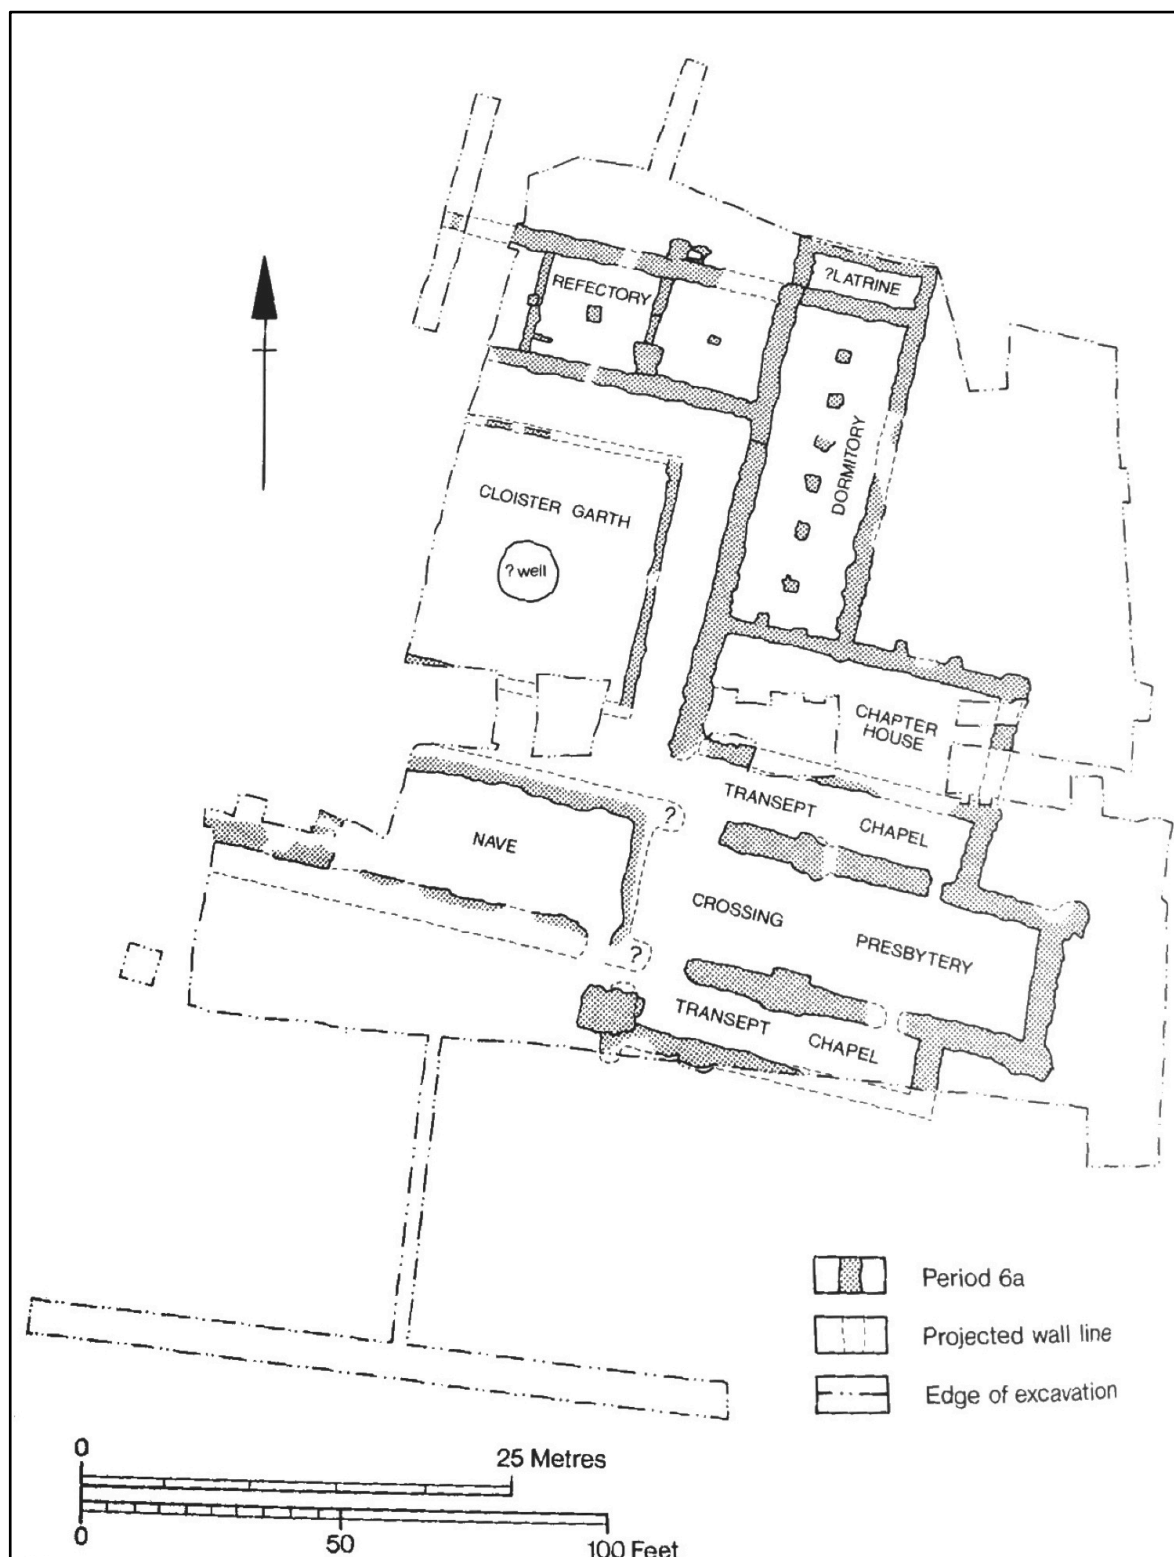 ?LATRINE
REFECTORY
DORMITORY
CLOISTER GARTH
? well
CHAPTER
HOUSE
TRANSEPT CHAPEL
?
NAVE
CROSSING
PRESBYTERY
?
TRANSEPT CHAPEL
Period 6a
Projected wall line
Edge of excavation
0 25 Metres
0 50 100 Feet